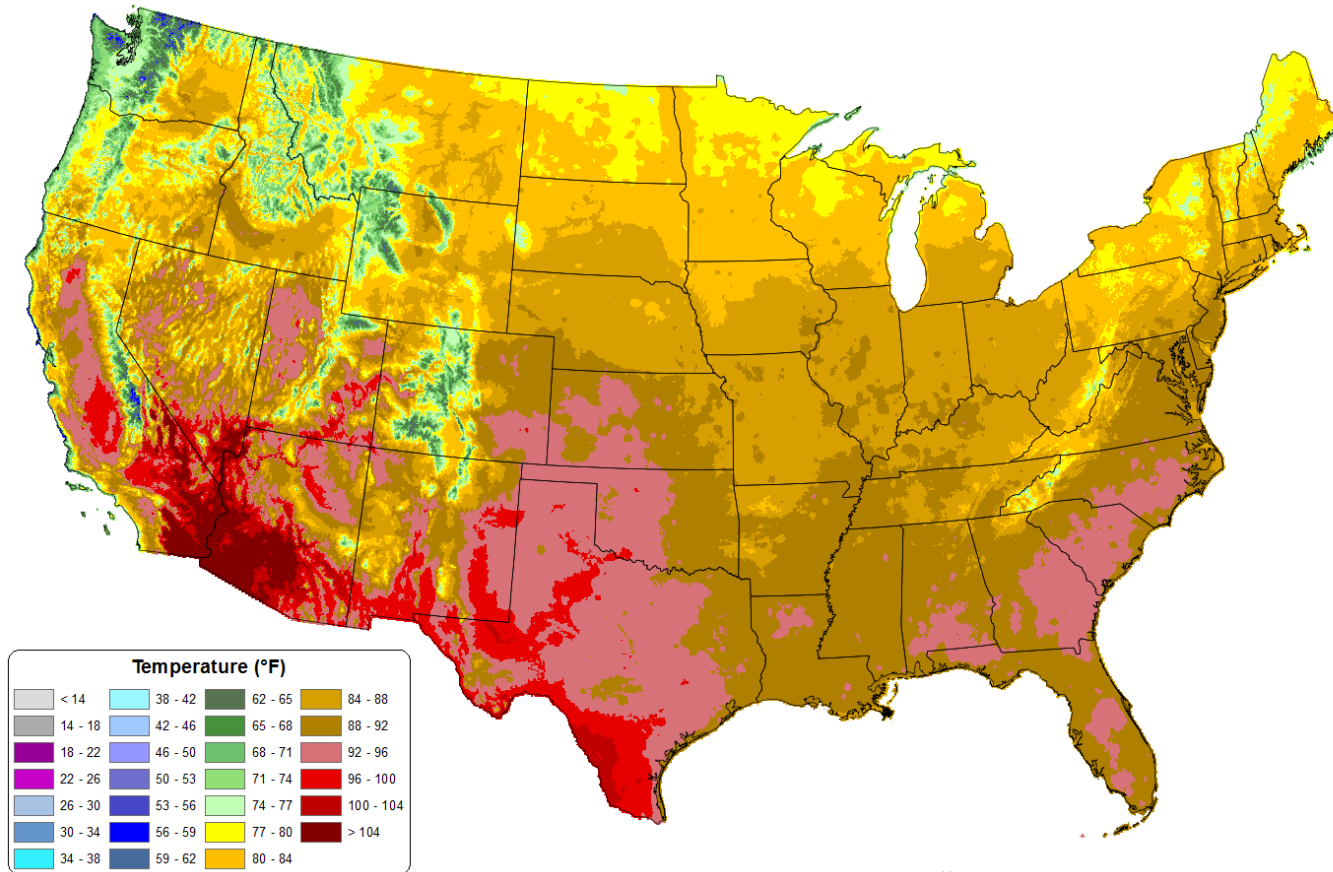 Temperature (°F)
< 14 38 - 42 62 - 65 84 - 88
14 - 18 42 - 46 65 - 68 88 - 92
18 - 22 46 - 50 68 - 71 92 - 96
22 - 26 50 - 53 71 - 74 96 - 100
26 - 30 53 - 56 74 - 77 100 - 104
30 - 34 56 - 59 77 - 80 > 104
34 - 38 59 - 62 80 - 84